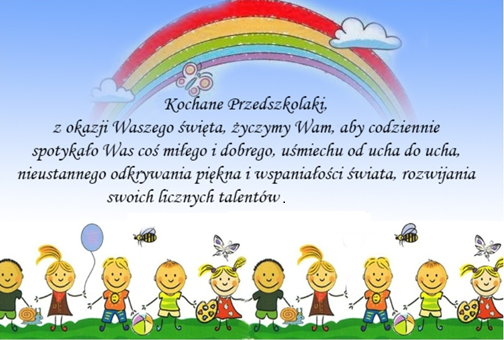 Kochane Przedszkolaki,
z okazji Waszego święta, życzymy Wam, aby codziennie
spotykało Was coś miłego i dobrego, uśmiechu od ucha do ucha,
nieustannego odkrywania piękna i wspaniałości świata, rozwijania
swoich licznych talentów.